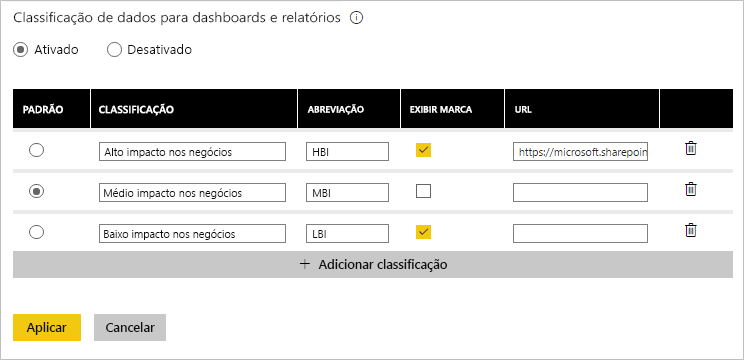 Classificação de dados para dashboards e relatórios
Ativado Desativado
PADRÃO CLASSIFICAÇÃO ABREVIAÇÃO EXIBIR MARCA URL
Alto impacto nos negócios HBI https://microsoft.sharepoin
Médio impacto nos negócios MBI
Baixo impacto nos negócios LBI
+ Adicionar classificação
Aplicar Cancelar